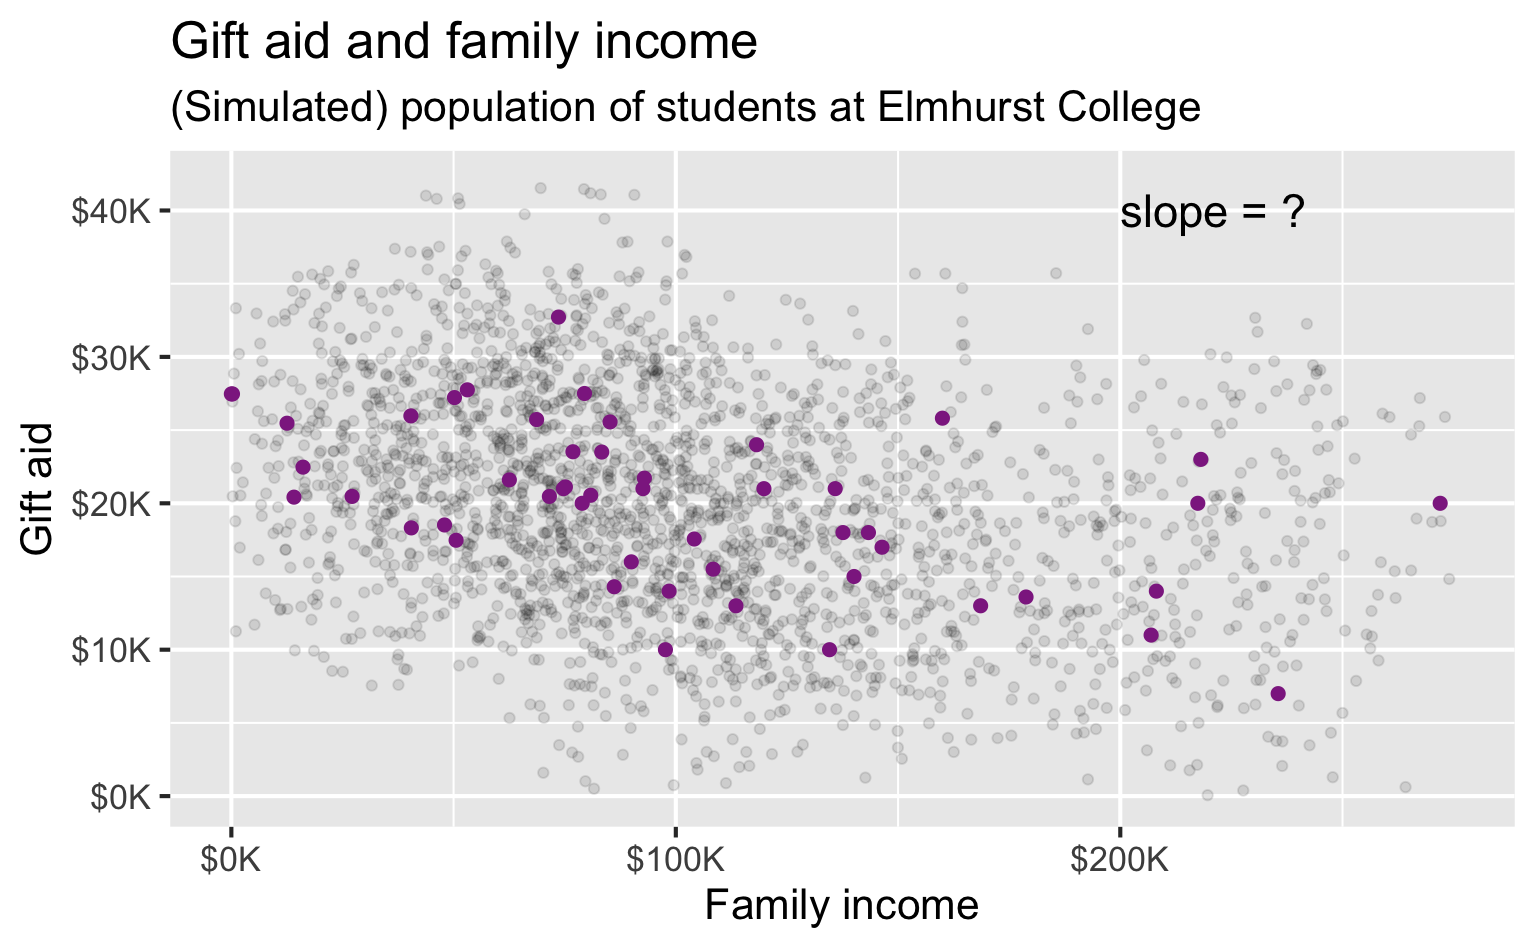 Gift aid and family income
(Simulated) population of students at Elmhurst College
slope = ?
$40K
$30K
$20K
$10K
$0K
Gift aid
$0K
$100K
$200K
Family income